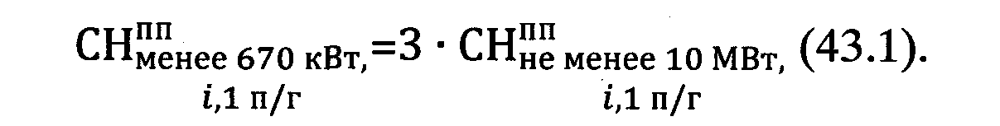 СН^{ПП}_{менее 670 кВт, i,1 п/г}=3 · СН^{ПП}_{не менее 10 МВт, i,1 п/г} (43.1).